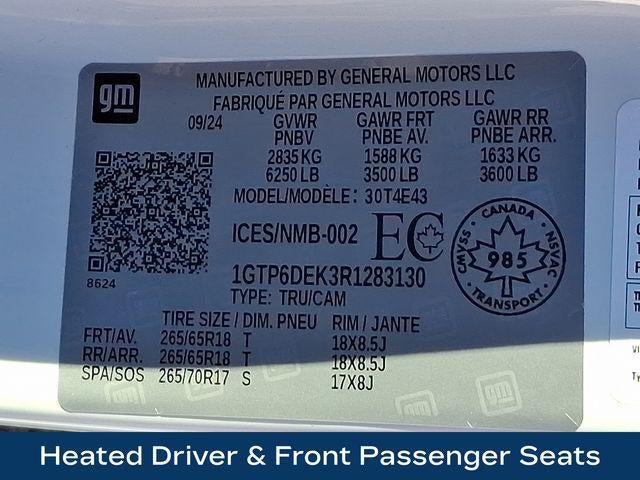 gm
MANUFACTURED BY GENERAL MOTORS LLC
FABRIQUÉ PAR GENERAL MOTORS LLC
09/24 GVWR GAWR FRT GAWR RR
PNBV PNBE AV. PNBE ARR.
2835 KG 1588 KG 1633 KG
6250 LB 3500 LB 3600 LB
MODEL/MODÈLE: 30T4E43
ICES/NMB-002 EC
CANADA
CMVSS 985 NSVAC
TRANSPORT
8624
1GTP6DEK3R1283130
TYPE: TRU/CAM
TIRE SIZE / DIM. PNEU RIM / JANTE
FRT/AV. 265/65R18 T 18X8.5J
RR/ARR. 265/65R18 T 18X8.5J
SPA/SOS 265/70R17 S 17X8J
Heated Driver & Front Passenger Seats